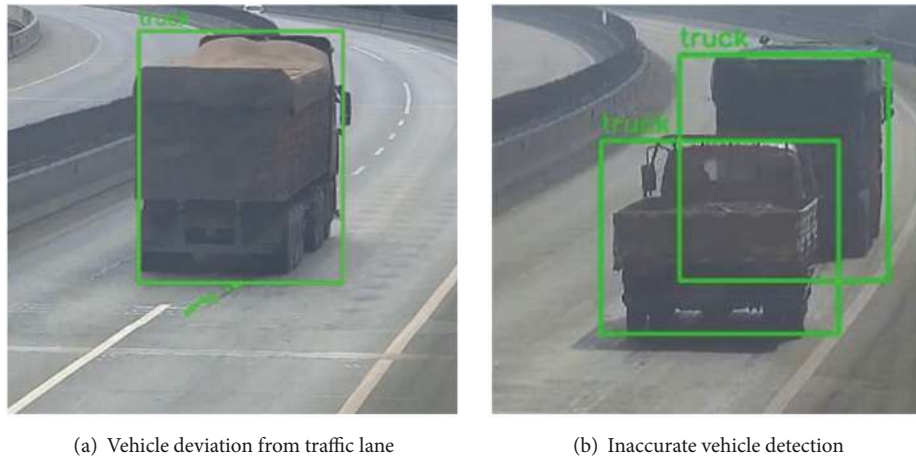 truck
truck
truck
(a) Vehicle deviation from traffic lane
(b) Inaccurate vehicle detection